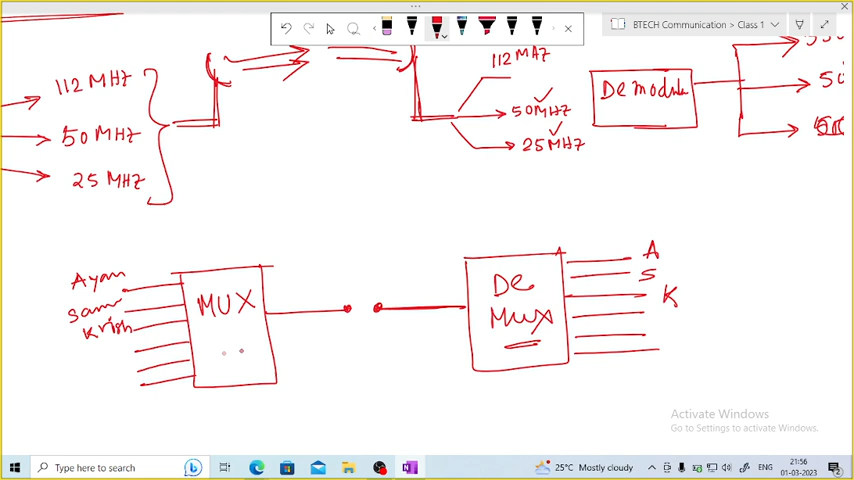 BTECH Communication > Class 1
112 MHz
50 MHz
25 MHz
112 MHz
50MHz
25 MHz
De modula
50
Ayan
Sam
Krish
MUX
De
MUX
A
S
K
Activate Windows
Go to Settings to activate Windows.
Type here to search
25°C Mostly cloudy
ENG
21:56
01-03-2023
2